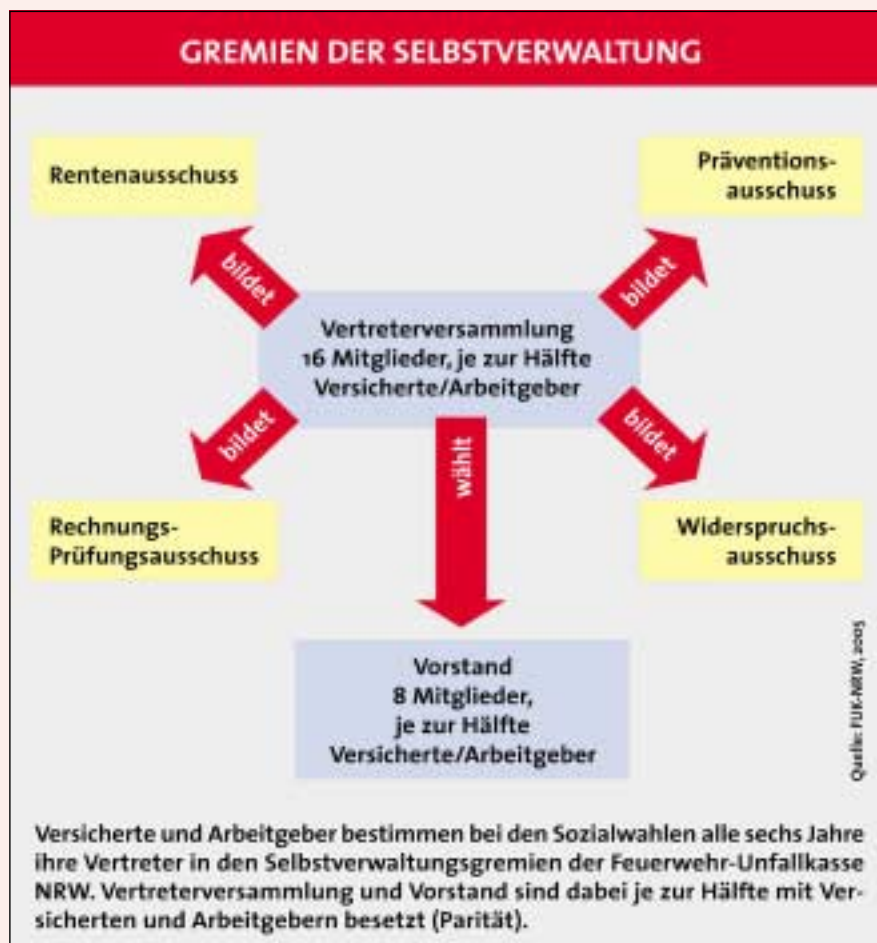 GREMIEN DER SELBSTVERWALTUNG
Rentenausschuss
Präventions-
ausschuss
bildet
bildet
Vertreterversammlung
16 Mitglieder, je zur Hälfte
Versicherte/Arbeitgeber
bildet
wählt
bildet
Rechnungs-
Prüfungsausschuss
Widerspruchs-
ausschuss
Vorstand
8 Mitglieder,
je zur Hälfte
Versicherte/Arbeitgeber
Quelle: FUK-NRW, 2005
Versicherte und Arbeitgeber bestimmen bei den Sozialwahlen alle sechs Jahre
ihre Vertreter in den Selbstverwaltungsgremien der Feuerwehr-Unfallkasse
NRW. Vertreterversammlung und Vorstand sind dabei je zur Hälfte mit Ver-
sicherten und Arbeitgebern besetzt (Parität).